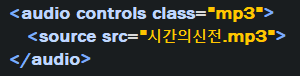 <audio controls class="mp3">
<source src="시간의신전.mp3">
</audio>